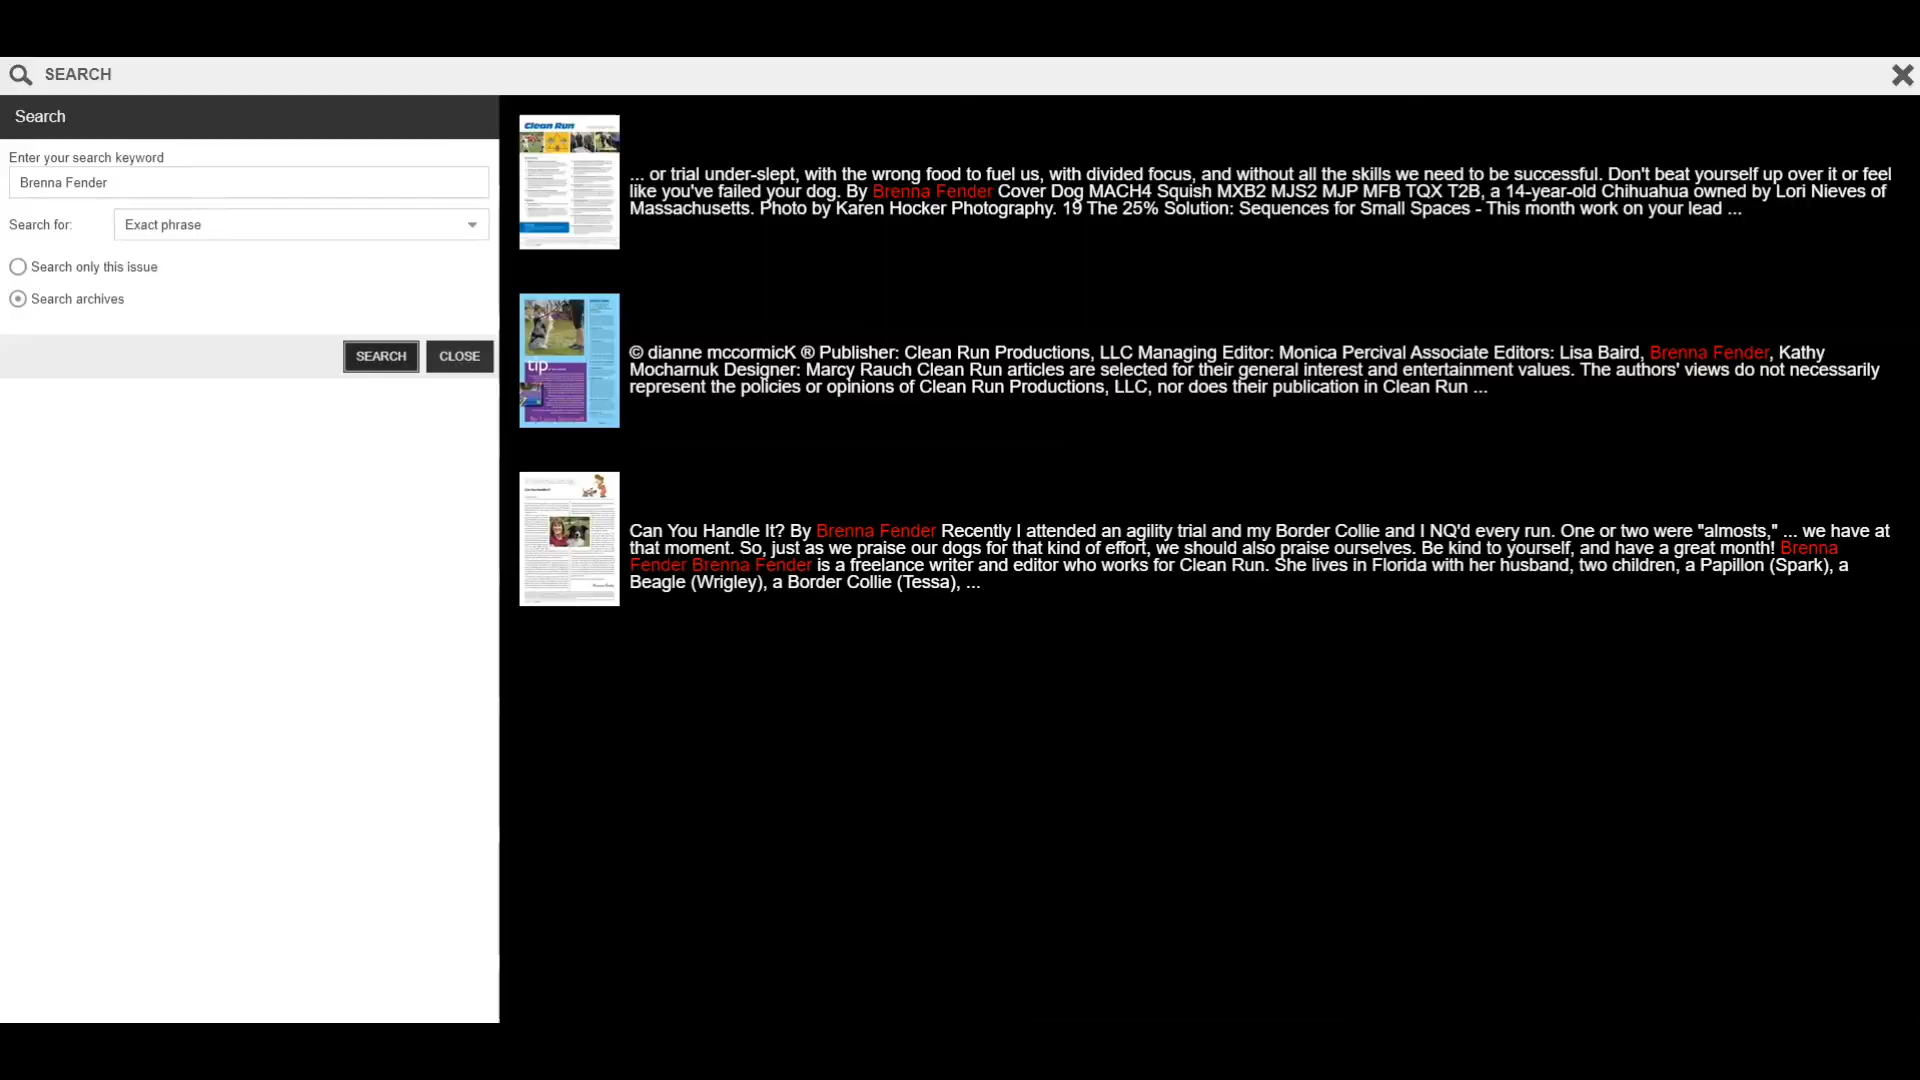 SEARCH
Search
Enter your search keyword
Brenna Fender
Search for:
Exact phrase
Search only this issue
Search archives
SEARCH
CLOSE
Clean Run
... or trial under-slept, with the wrong food to fuel us, with divided focus, and without all the skills we need to be successful. Don't beat yourself up over it or feel
like you've failed your dog. By Brenna Fender Cover Dog MACH4 Squish MXB2 MJS2 MJP MFB TQX T2B, a 14-year-old Chihuahua owned by Lori Nieves of
Massachusetts. Photo by Karen Hocker Photography. 19 The 25% Solution: Sequences for Small Spaces - This month work on your lead ...
tip
© dianne mccormicK ® Publisher: Clean Run Productions, LLC Managing Editor: Monica Percival Associate Editors: Lisa Baird, Brenna Fender, Kathy
Mocharnuk Designer: Marcy Rauch Clean Run articles are selected for their general interest and entertainment values. The authors' views do not necessarily
represent the policies or opinions of Clean Run Productions, LLC, nor does their publication in Clean Run ...
Can You Handle It? By Brenna Fender Recently I attended an agility trial and my Border Collie and I NQ'd every run. One or two were "almosts," ... we have at
that moment. So, just as we praise our dogs for that kind of effort, we should also praise ourselves. Be kind to yourself, and have a great month! Brenna
Fender Brenna Fender is a freelance writer and editor who works for Clean Run. She lives in Florida with her husband, two children, a Papillon (Spark), a
Beagle (Wrigley), a Border Collie (Tessa), ...